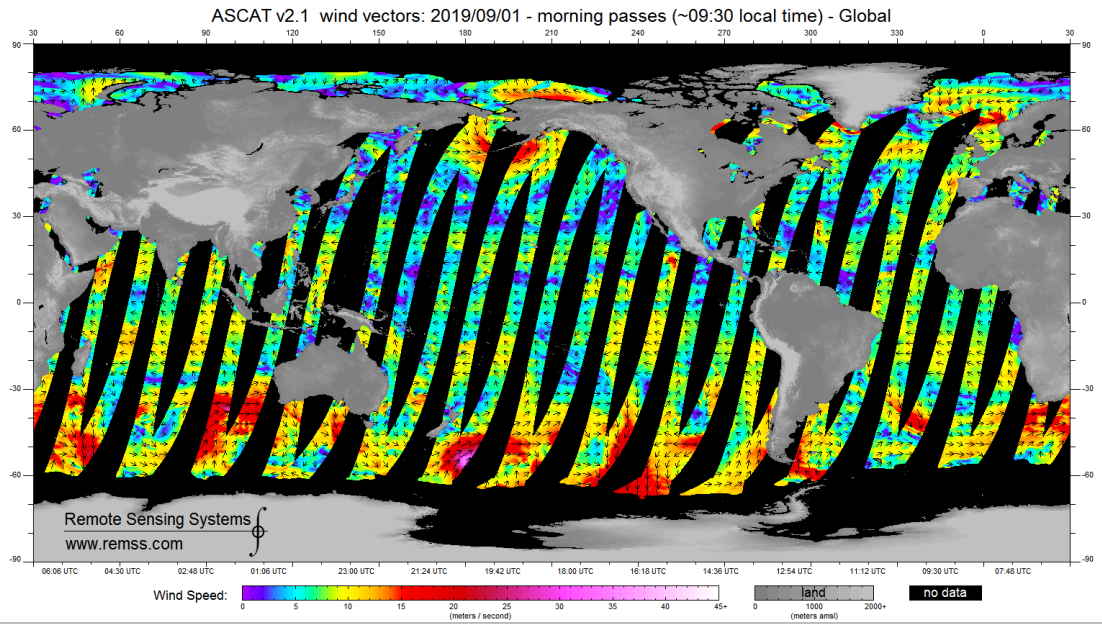 ASCAT v2.1 wind vectors: 2019/09/01 - morning passes (~09:30 local time) - Global
30 60 90 120 150 180 210 240 270 300 330 0 30
90 90
60 60
30 30
0 0
-30 -30
-60 -60
-90 -90
Remote Sensing Systems
www.remss.com
06:06 UTC 04:30 UTC 02:48 UTC 01:06 UTC 23:00 UTC 21:24 UTC 19:42 UTC 18:00 UTC 16:18 UTC 14:36 UTC 12:54 UTC 11:12 UTC 09:30 UTC 07:48 UTC
Wind Speed: land no data
0 5 10 15 20 25 30 35 40 45+ 0 1000 2000+
(meters / second) (meters amsl)